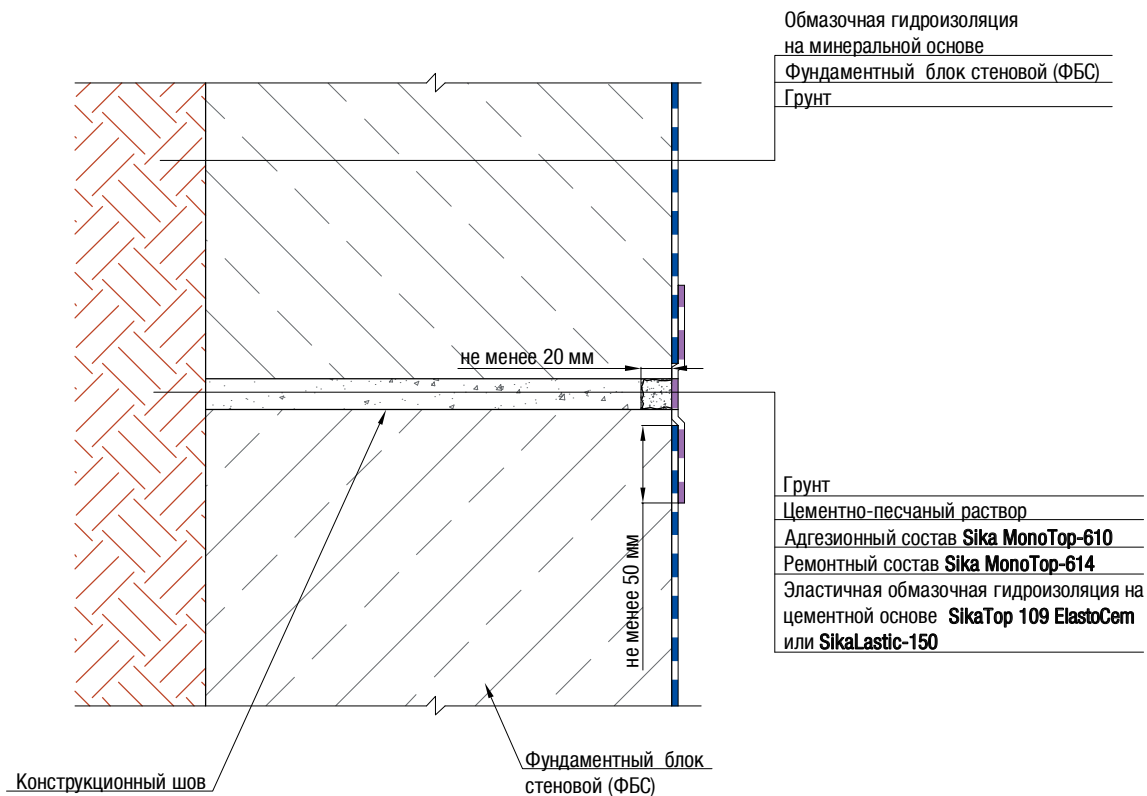 Обмазочная гидроизоляция
на минеральной основе
Фундаментный блок стеновой (ФБС)
Грунт
не менее 20 мм
не менее 50 мм
Грунт
Цементно-песчаный раствор
Адгезионный состав Sika MonoTop-610
Ремонтный состав Sika MonoTop-614
Эластичная обмазочная гидроизоляция на
цементной основе SikaTop 109 ElastoCem
или SikaLastic-150
Фундаментный блок
стеновой (ФБС)
Конструкционный шов